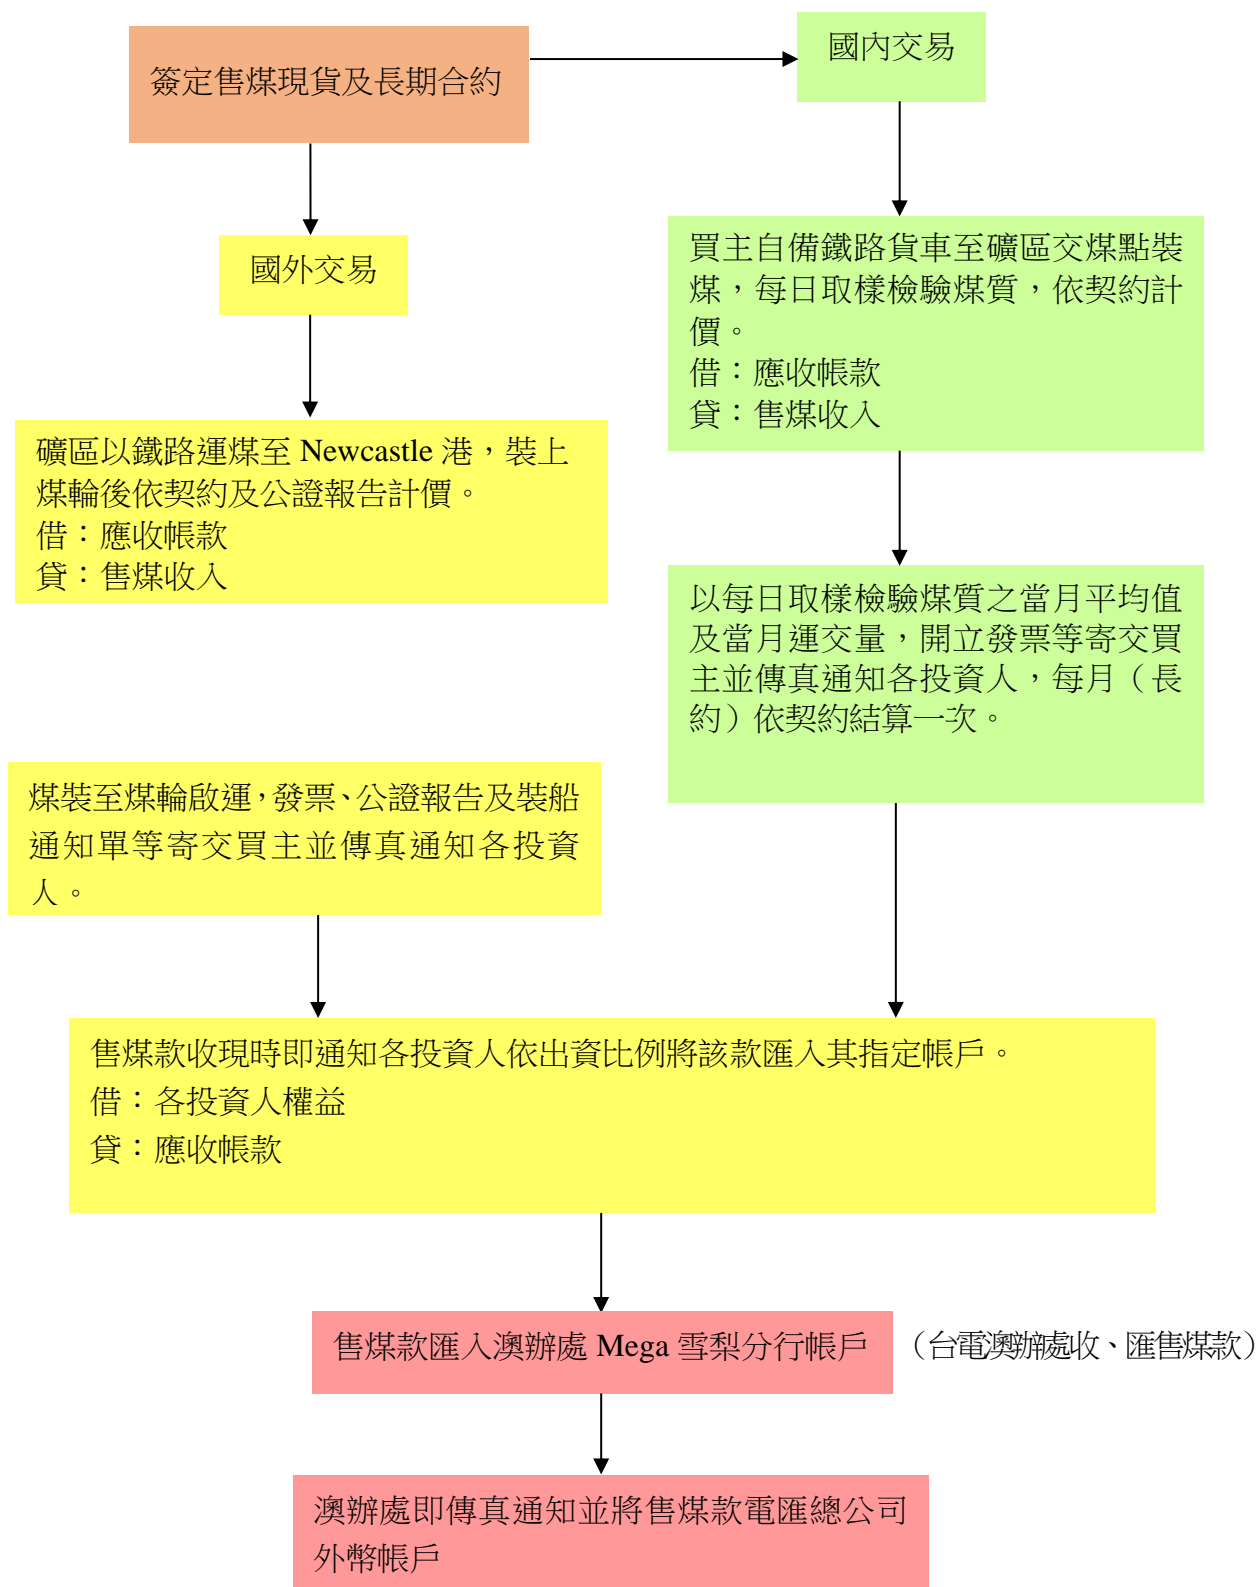 簽定售煤現貨及長期合約
國內交易
國外交易
買主自備鐵路貨車至礦區交煤點裝
煤，每日取樣檢驗煤質，依契約計
價。
借：應收帳款
貸：售煤收入
礦區以鐵路運煤至 Newcastle 港，裝上
煤輪後依契約及公證報告計價。
借：應收帳款
貸：售煤收入
以每日取樣檢驗煤質之當月平均值
及當月運交量，開立發票等寄交買
主並傳真通知各投資人，每月（長
約）依契約結算一次。
煤裝至煤輪啟運，發票、公證報告及裝船
通知單等寄交買主並傳真通知各投資
人。
售煤款收現時即通知各投資人依出資比例將該款匯入其指定帳戶。
借：各投資人權益
貸：應收帳款
售煤款匯入澳辦處 Mega 雪梨分行帳戶
（台電澳辦處收、匯售煤款）
澳辦處即傳真通知並將售煤款電匯總公司
外幣帳戶